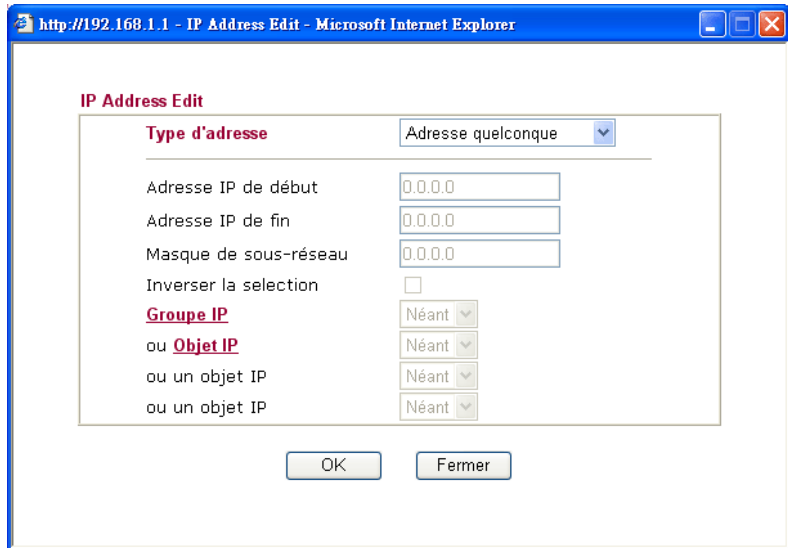 http://192.168.1.1 - IP Address Edit - Microsoft Internet Explorer
IP Address Edit
Type d'adresse Adresse quelconque
Adresse IP de début 0.0.0.0
Adresse IP de fin 0.0.0.0
Masque de sous-réseau 0.0.0.0
Inverser la selection
Groupe IP Néant
ou Objet IP Néant
ou un objet IP Néant
ou un objet IP Néant
OK Fermer